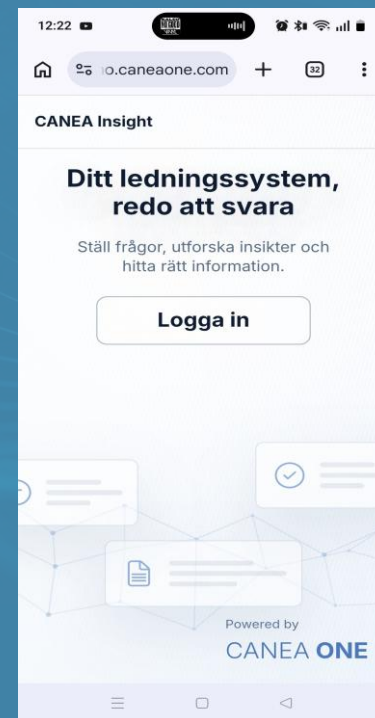 12:22
o.caneaone.com
32
CANEA Insight
Ditt ledningssystem,
redo att svara
Ställ frågor, utforska insikter och
hitta rätt information.
Logga in
Powered by
CANEA ONE